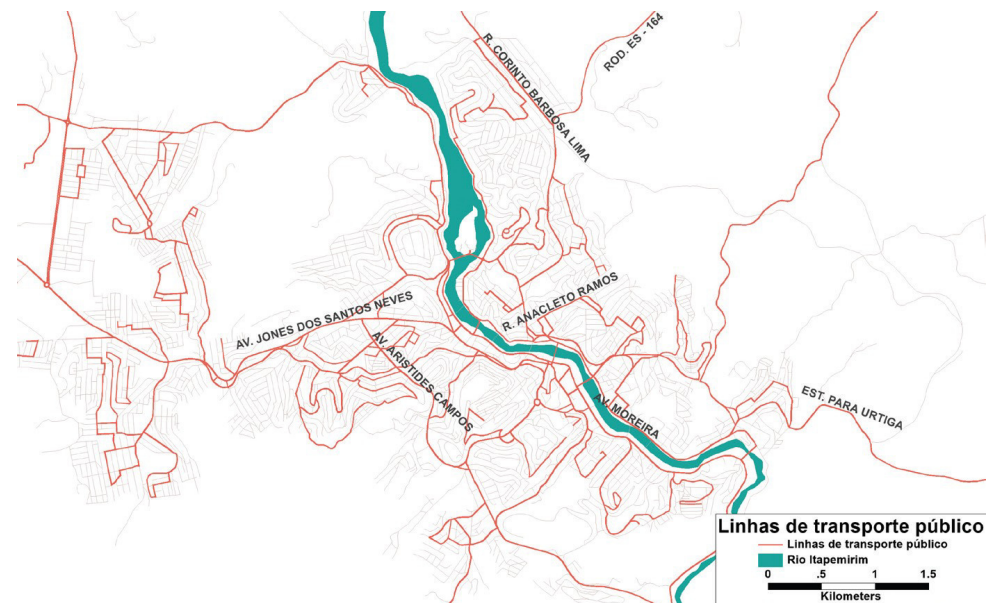 R. CORINTO BARBOSA LIMA
ROD. ES - 164
AV. JONES DOS SANTOS NEVES
R. ANACLETO RAMOS
AV. ARISTIDES CAMPOS
AV. MOREIRA
EST. PARA URTIGA
Linhas de transporte público
Linhas de transporte público
Rio Itapemirim
0 .5 1 1.5
Kilometers